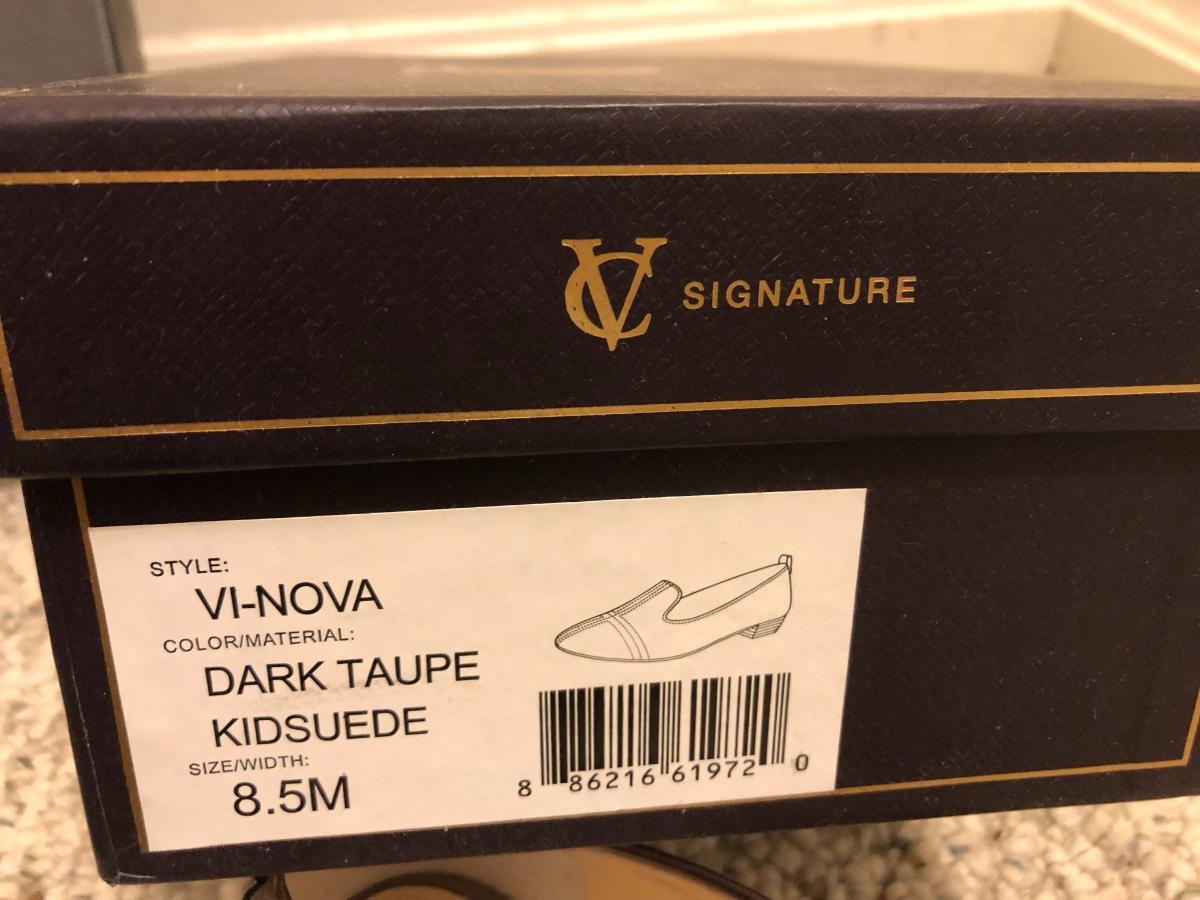 VC SIGNATURE
STYLE:
VI-NOVA
COLOR/MATERIAL:
DARK TAUPE
KIDSUEDE
SIZE/WIDTH:
8.5M
8 86216 61972 0